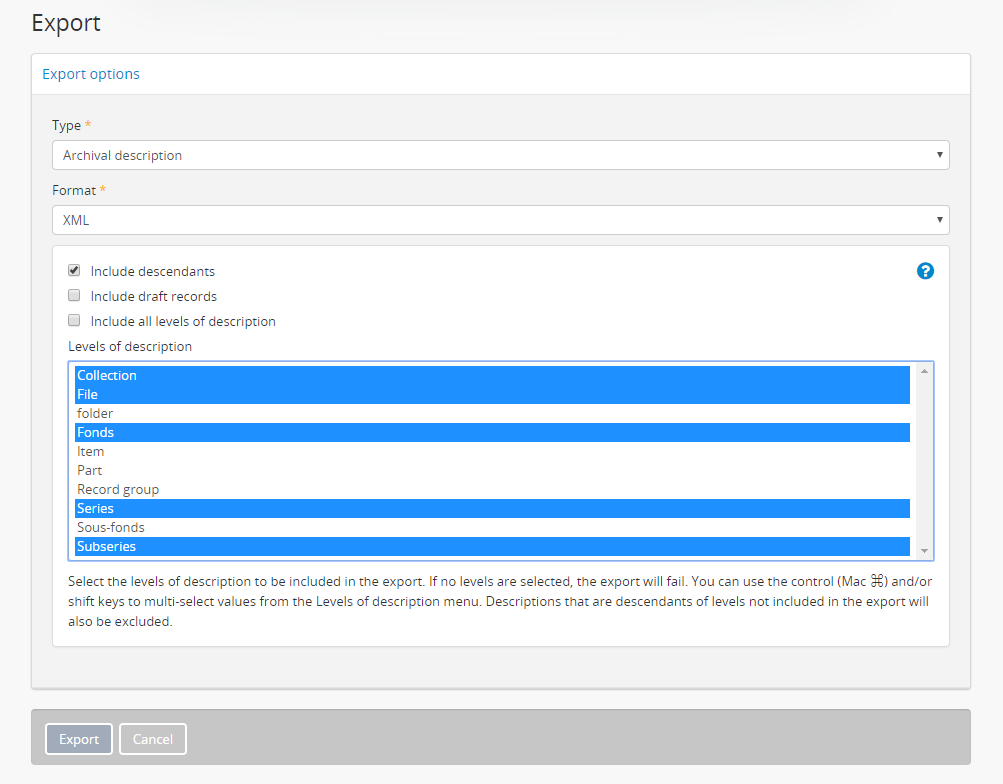 Export
Export options
Type *
Archival description
Format *
XML
Include descendants
Include draft records
Include all levels of description
Levels of description
Collection
File
folder
Fonds
Item
Part
Record group
Series
Sous-fonds
Subseries
Select the levels of description to be included in the export. If no levels are selected, the export will fail. You can use the control (Mac ⌘) and/or
shift keys to multi-select values from the Levels of description menu. Descriptions that are descendants of levels not included in the export will
also be excluded.
Export Cancel